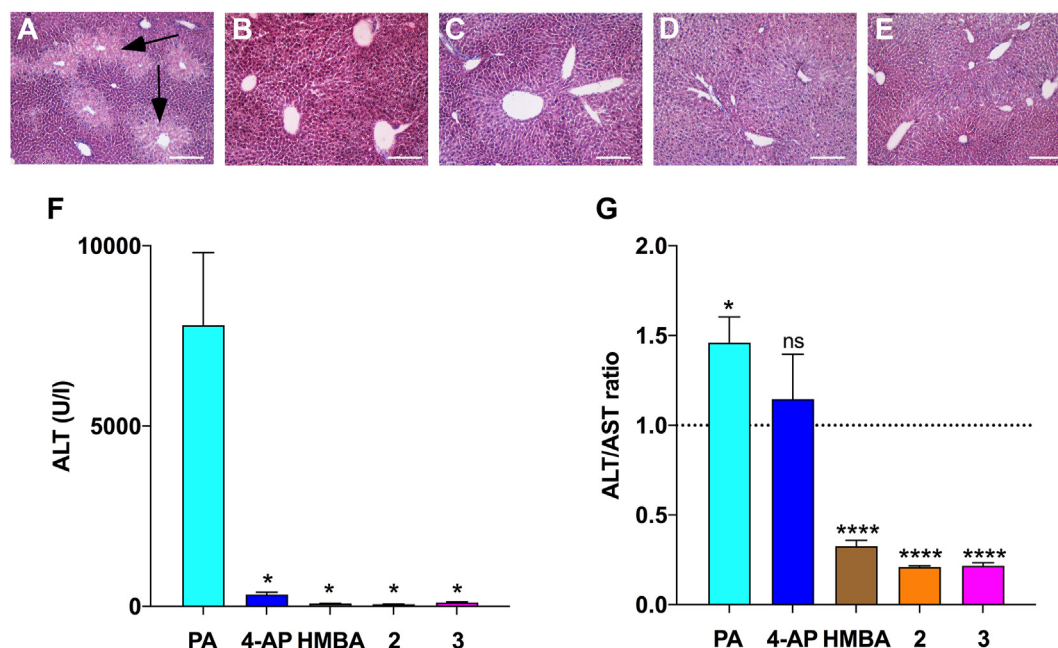 A B C D E
F
10000
5000
0
ALT (U/l)
*
*
*
*
PA 4-AP HMBA 2 3
G
2.0
1.5
1.0
0.5
0.0
ALT/AST ratio
*
ns
****
****
****
PA 4-AP HMBA 2 3